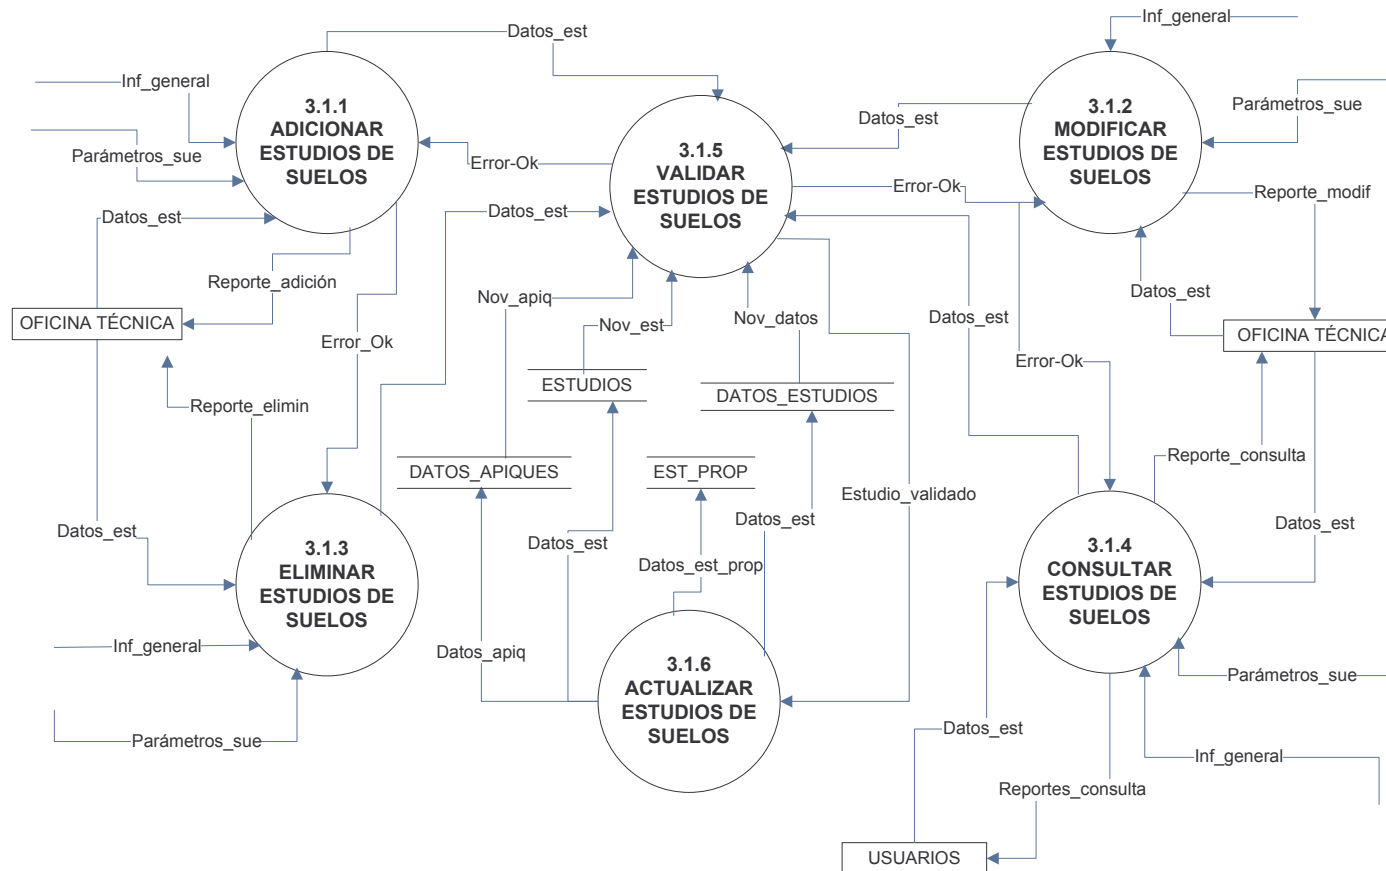 Inf_general
Datos_est
Inf_general
3.1.1
ADICIONAR
ESTUDIOS DE
SUELOS
Parámetros_sue
Datos_est
Reporte_adición
OFICINA TÉCNICA
Error-Ok
3.1.5
VALIDAR
ESTUDIOS DE
SUELOS
Datos_est
Datos_est
3.1.2
MODIFICAR
ESTUDIOS DE
SUELOS
Parámetros_sue
Error-Ok
Reporte_modif
Datos_est
OFICINA TÉCNICA
Nov_apiq
Nov_est
Nov_datos
Datos_est
Error_Ok
Error-Ok
ESTUDIOS
DATOS_ESTUDIOS
Reporte_elimin
DATOS_APIQUES
EST_PROP
Reporte_consulta
Estudio_validado
Datos_est
Datos_est
Datos_est
Datos_est
Datos_est_prop
3.1.3
ELIMINAR
ESTUDIOS DE
SUELOS
3.1.4
CONSULTAR
ESTUDIOS DE
SUELOS
Inf_general
Datos_apiq
3.1.6
ACTUALIZAR
ESTUDIOS DE
SUELOS
Parámetros_sue
Parámetros_sue
Datos_est
Inf_general
Reportes_consulta
USUARIOS